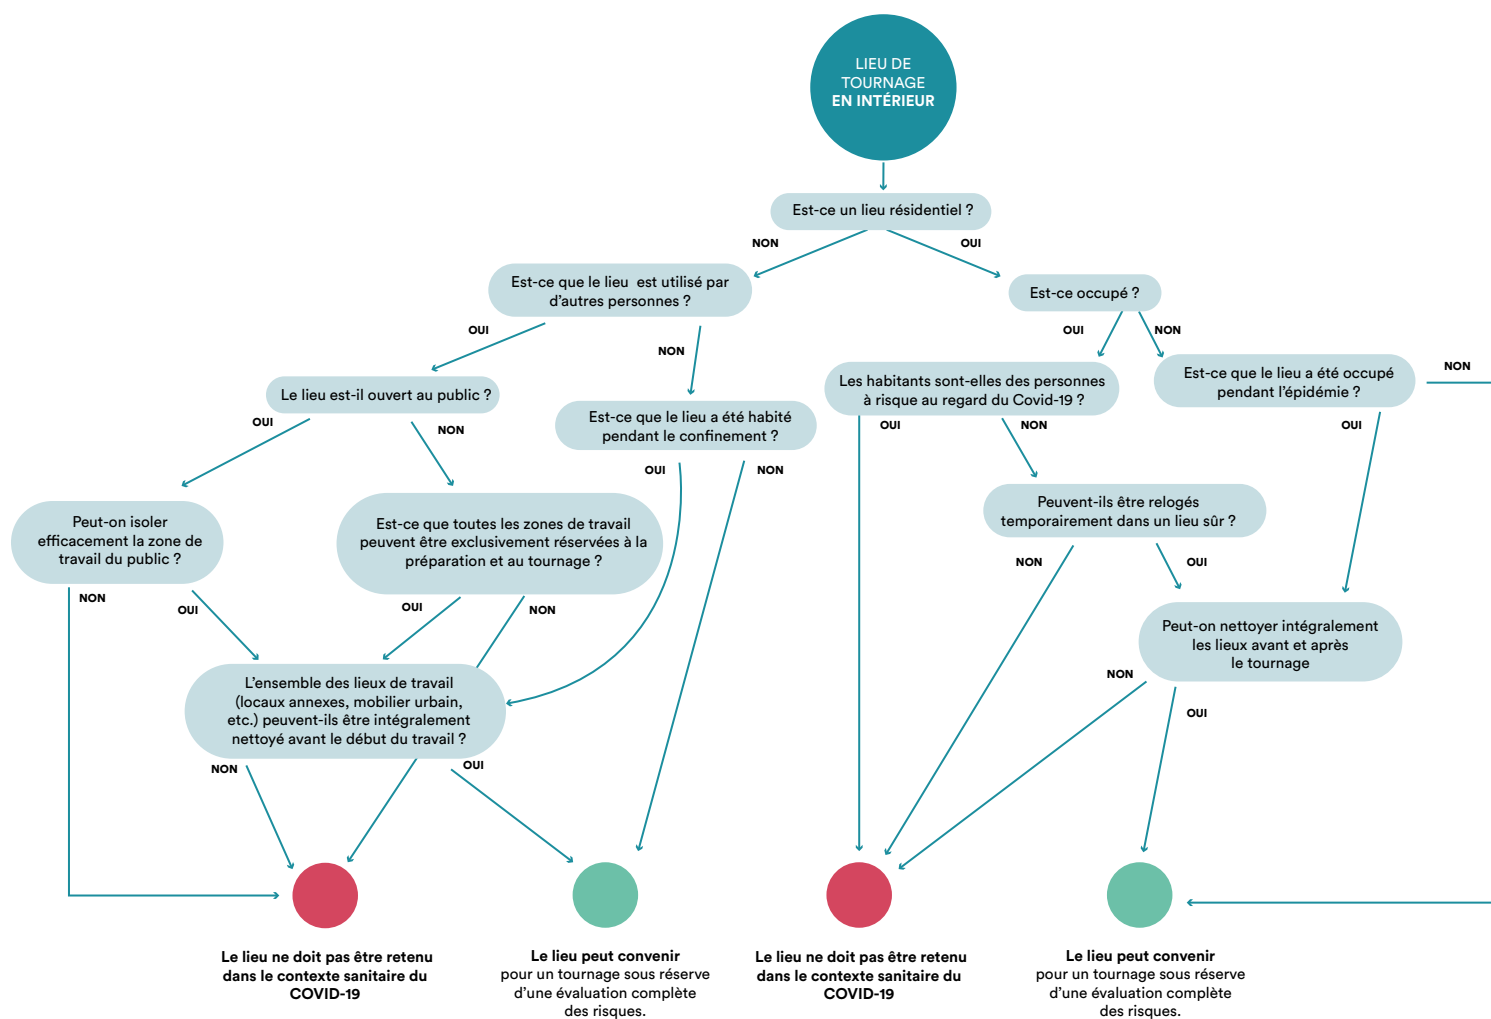 LIEU DE
TOURNAGE
EN INTÉRIEUR
Est-ce un lieu résidentiel ?
NON
OUI
Est-ce que le lieu est utilisé par
d'autres personnes ?
Est-ce occupé ?
OUI
NON
OUI
NON
Le lieu est-il ouvert au public ?
Est-ce que le lieu a été habité
pendant le confinement ?
Les habitants sont-elles des personnes
à risque au regard du Covid-19 ?
Est-ce que le lieu a été occupé
pendant l'épidémie ?
NON
OUI
NON
OUI
NON
OUI
NON
OUI
Peut-on isoler
efficacement la zone de
travail du public ?
Est-ce que toutes les zones de travail
peuvent être exclusivement réservées à la
préparation et au tournage ?
Peuvent-ils être relogés
temporairement dans un lieu sûr ?
NON
OUI
OUI
NON
NON
OUI
L'ensemble des lieux de travail
(locaux annexes, mobilier urbain,
etc.) peuvent-ils être intégralement
nettoyé avant le début du travail ?
Peut-on nettoyer intégralement
les lieux avant et après
le tournage
NON
OUI
NON
OUI
Le lieu ne doit pas être retenu
dans le contexte sanitaire du
COVID-19
Le lieu peut convenir
pour un tournage sous réserve
d'une évaluation complète
des risques.
Le lieu ne doit pas être retenu
dans le contexte sanitaire du
COVID-19
Le lieu peut convenir
pour un tournage sous réserve
d'une évaluation complète
des risques.